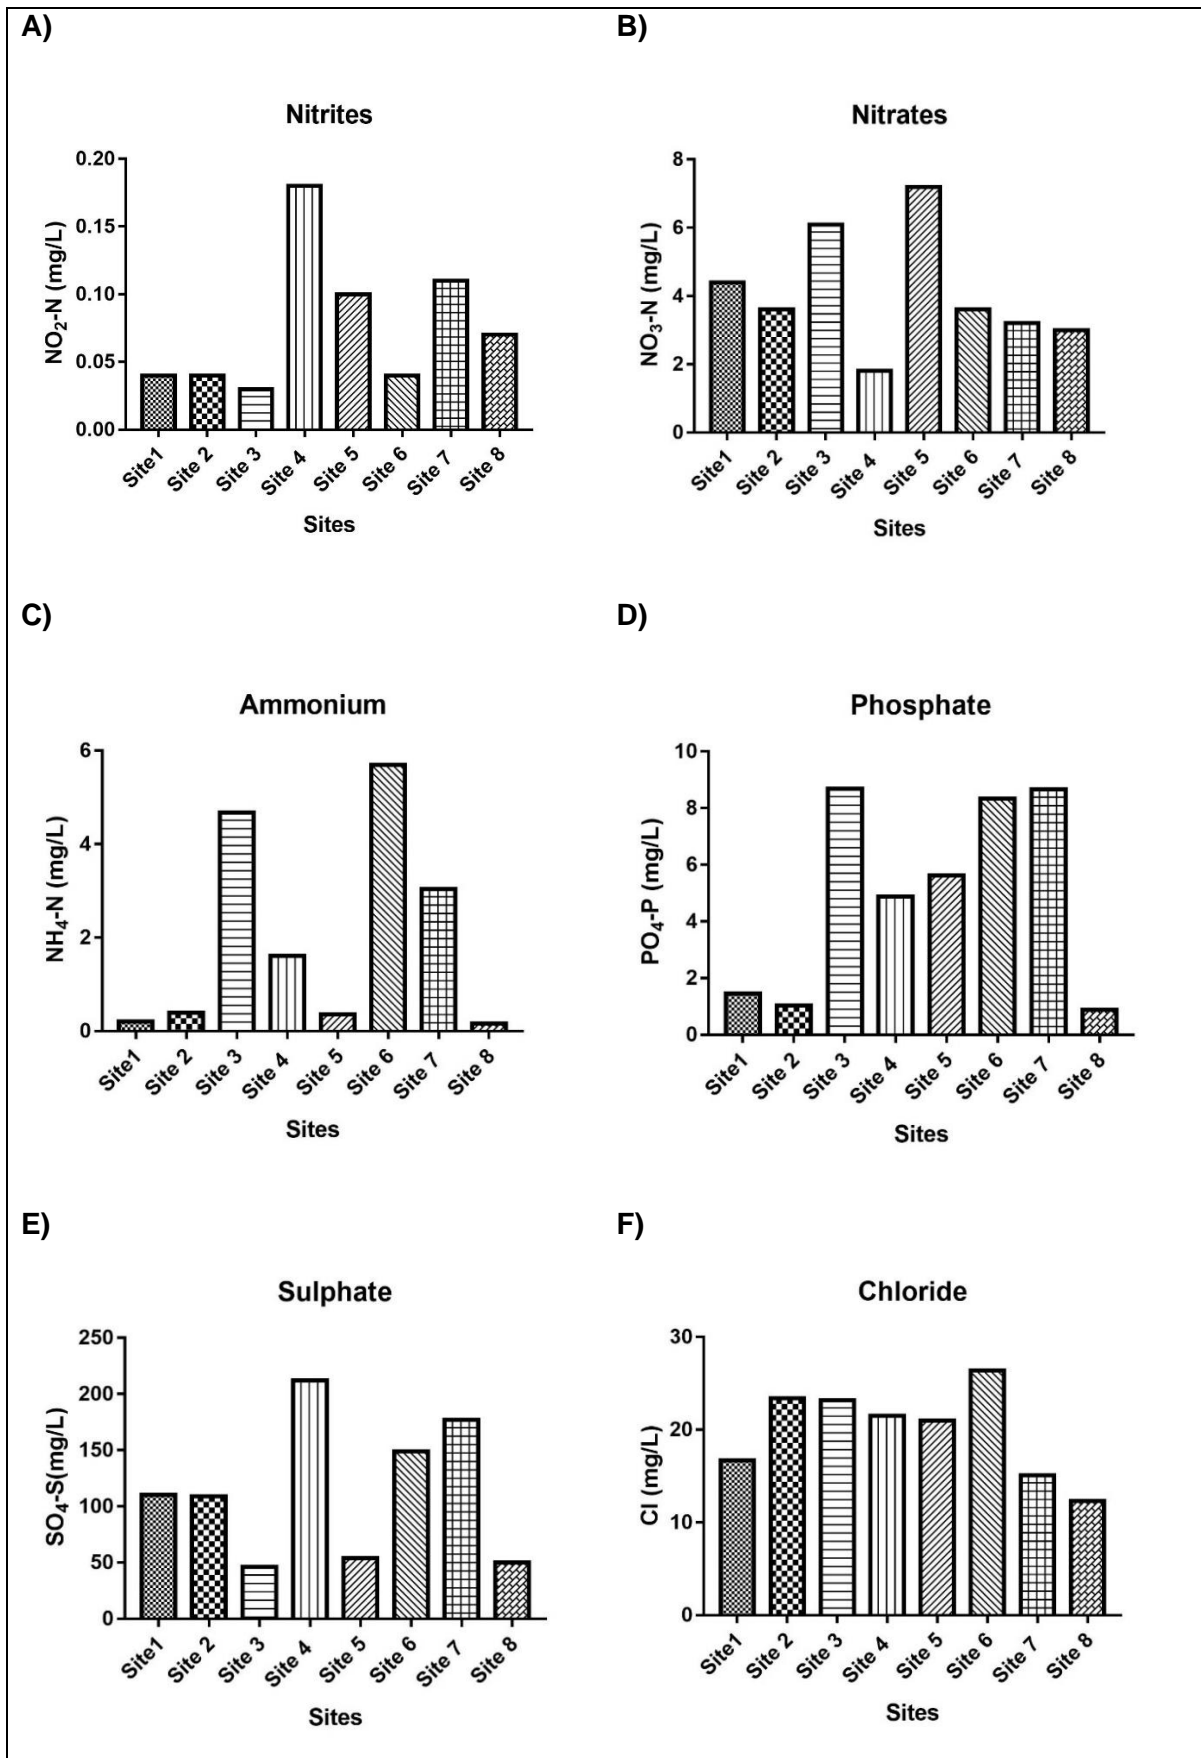 A)
Nitrites
NO₂-N (mg/L)
0.20
0.15
0.10
0.05
0.00
Site1 Site 2 Site 3 Site 4 Site 5 Site 6 Site 7 Site 8
Sites
B)
Nitrates
NO₃-N (mg/L)
8
6
4
2
0
Site1 Site 2 Site 3 Site 4 Site 5 Site 6 Site 7 Site 8
Sites
C)
Ammonium
NH₄-N (mg/L)
6
4
2
0
Site1 Site 2 Site 3 Site 4 Site 5 Site 6 Site 7 Site 8
Sites
D)
Phosphate
PO₄-P (mg/L)
10
8
6
4
2
0
Site1 Site 2 Site 3 Site 4 Site 5 Site 6 Site 7 Site 8
Sites
E)
Sulphate
SO₄-S(mg/L)
250
200
150
100
50
0
Site1 Site 2 Site 3 Site 4 Site 5 Site 6 Site 7 Site 8
Sites
F)
Chloride
Cl (mg/L)
30
20
10
0
Site1 Site 2 Site 3 Site 4 Site 5 Site 6 Site 7 Site 8
Sites